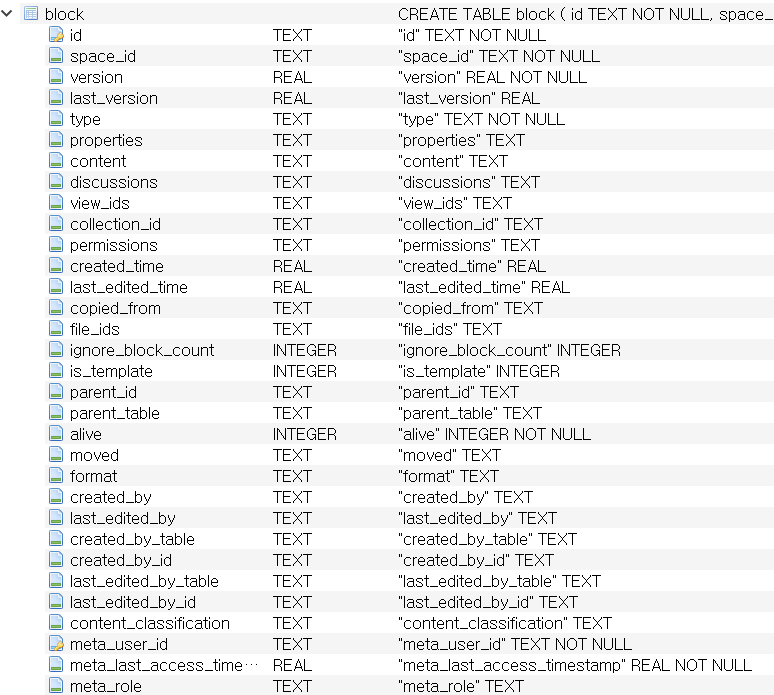 block CREATE TABLE block ( id TEXT NOT NULL, space_
id TEXT "id" TEXT NOT NULL
space_id TEXT "space_id" TEXT NOT NULL
version REAL "version" REAL NOT NULL
last_version REAL "last_version" REAL
type TEXT "type" TEXT NOT NULL
properties TEXT "properties" TEXT
content TEXT "content" TEXT
discussions TEXT "discussions" TEXT
view_ids TEXT "view_ids" TEXT
collection_id TEXT "collection_id" TEXT
permissions TEXT "permissions" TEXT
created_time REAL "created_time" REAL
last_edited_time REAL "last_edited_time" REAL
copied_from TEXT "copied_from" TEXT
file_ids TEXT "file_ids" TEXT
ignore_block_count INTEGER "ignore_block_count" INTEGER
is_template INTEGER "is_template" INTEGER
parent_id TEXT "parent_id" TEXT
parent_table TEXT "parent_table" TEXT
alive INTEGER "alive" INTEGER NOT NULL
moved TEXT "moved" TEXT
format TEXT "format" TEXT
created_by TEXT "created_by" TEXT
last_edited_by TEXT "last_edited_by" TEXT
created_by_table TEXT "created_by_table" TEXT
created_by_id TEXT "created_by_id" TEXT
last_edited_by_table TEXT "last_edited_by_table" TEXT
last_edited_by_id TEXT "last_edited_by_id" TEXT
content_classification TEXT "content_classification" TEXT
meta_user_id TEXT "meta_user_id" TEXT NOT NULL
meta_last_access_time⋯ REAL "meta_last_access_timestamp" REAL NOT NULL
meta_role TEXT "meta_role" TEXT